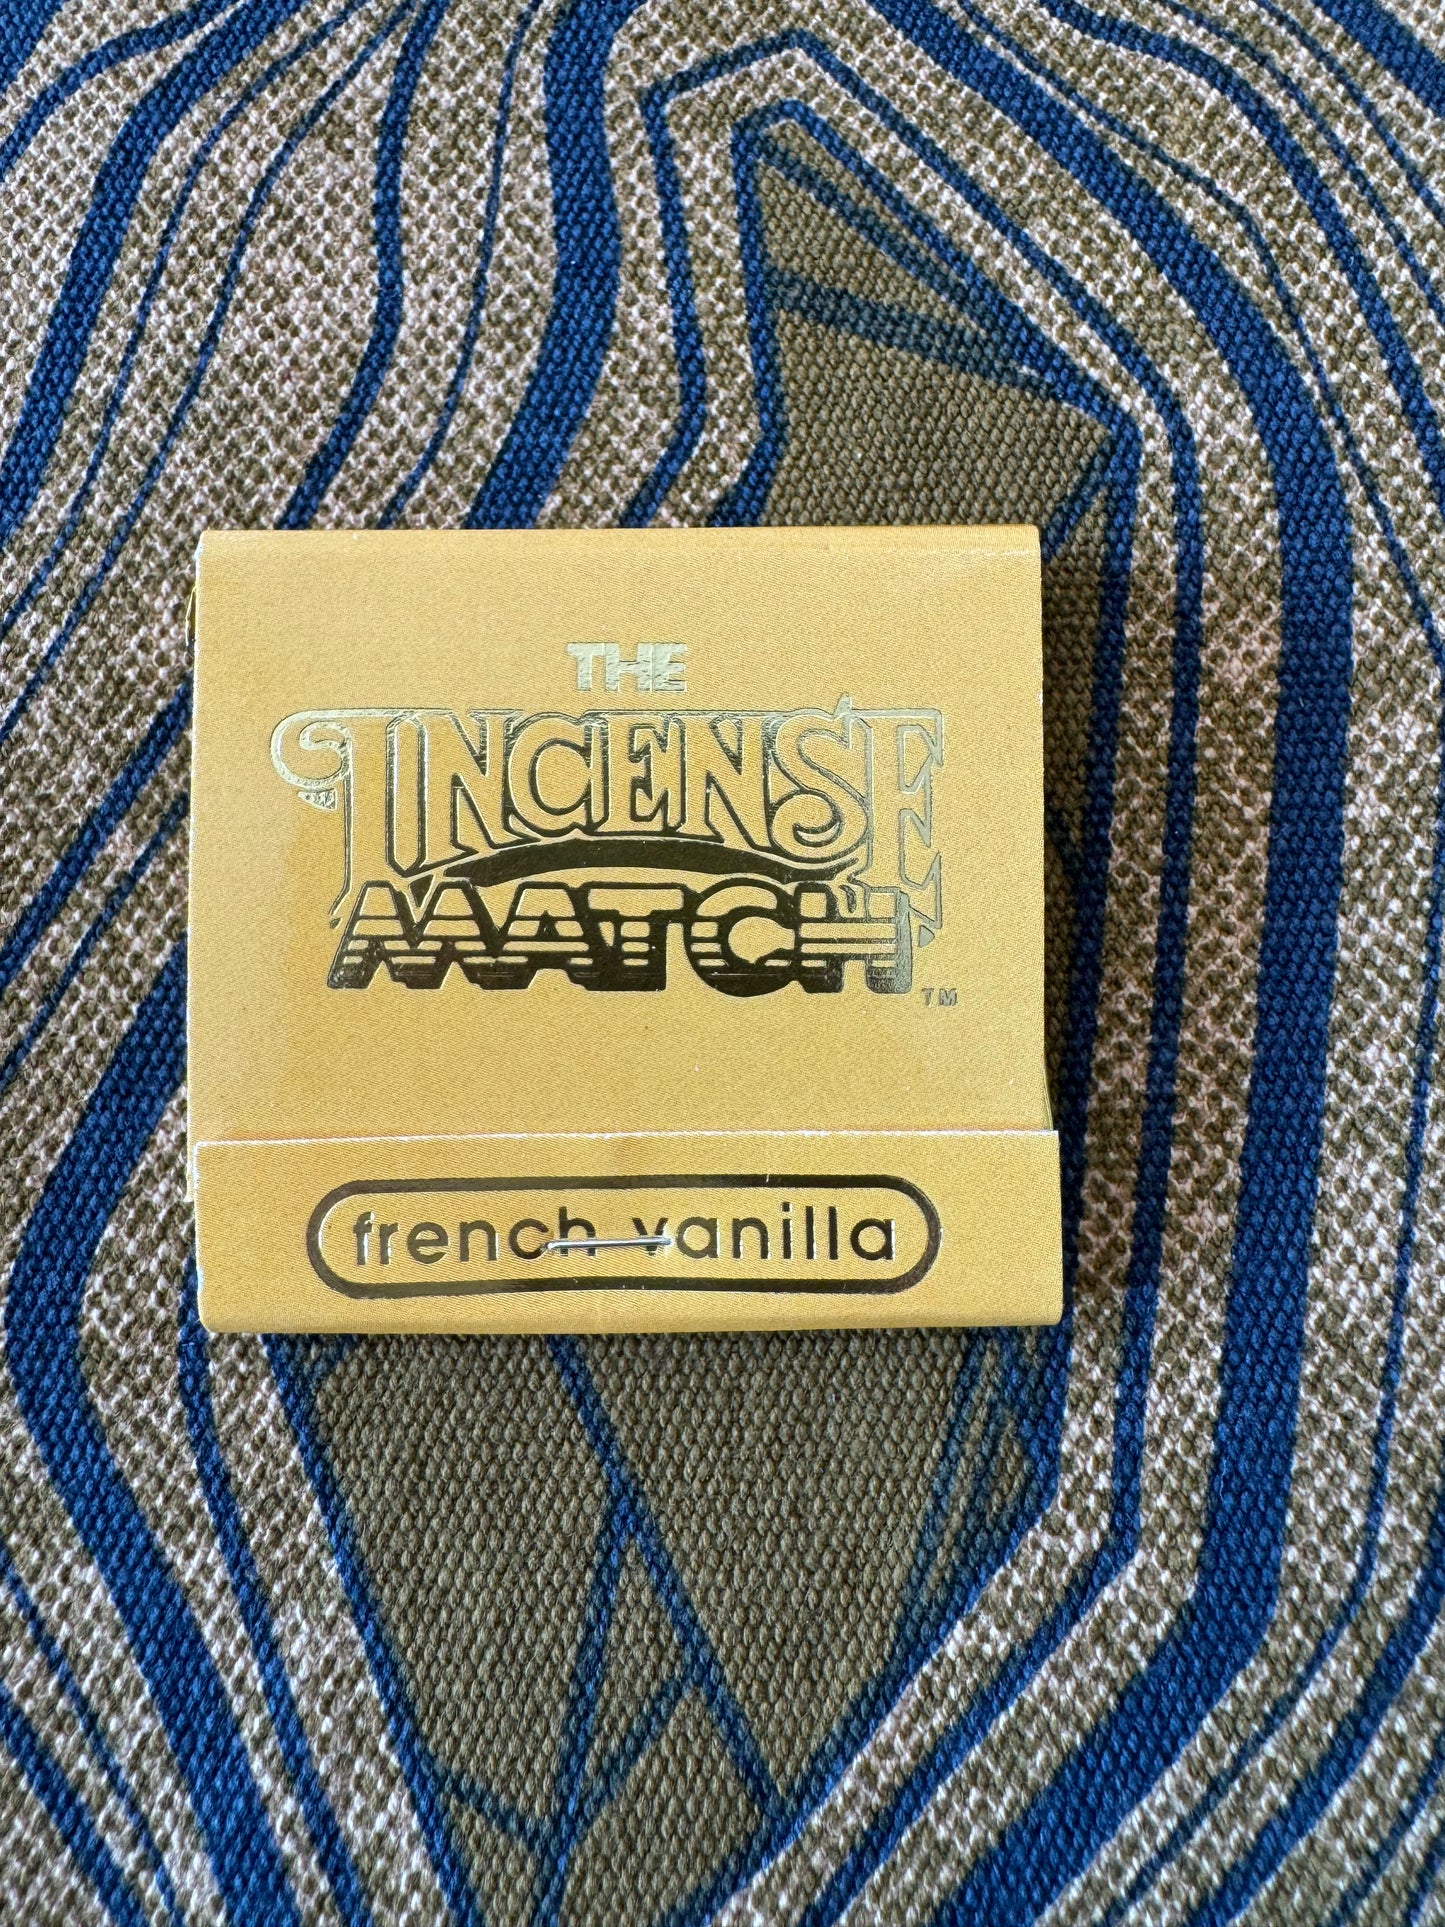 THE
INCENSE
MATCH
TM
french vanilla